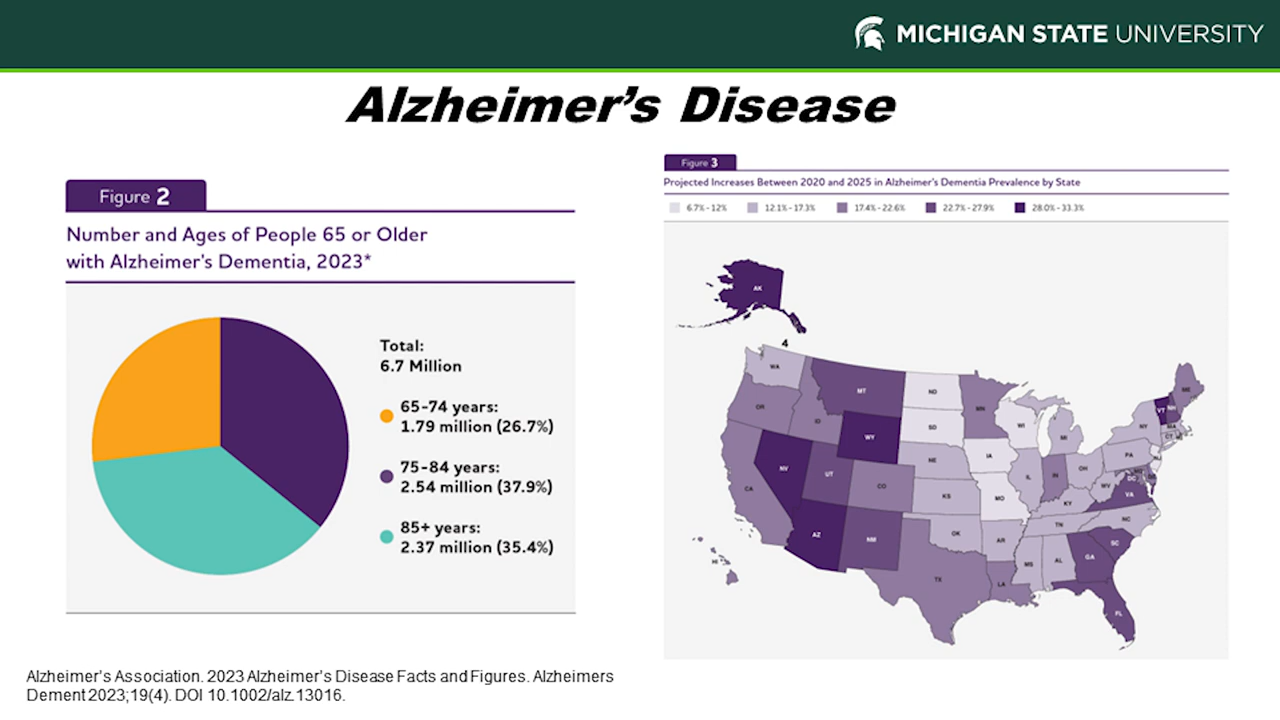 MICHIGAN STATE UNIVERSITY
Alzheimer's Disease
Figure 2
Number and Ages of People 65 or Older
with Alzheimer's Dementia, 2023*
Total:
6.7 Million
65-74 years:
1.79 million (26.7%)
75-84 years:
2.54 million (37.9%)
85+ years:
2.37 million (35.4%)
Figure 3
Projected Increases Between 2020 and 2025 in Alzheimer's Dementia Prevalence by State
6.7% - 12% 12.1% - 17.3% 17.4% - 22.6% 22.7% - 27.9% 28.0% - 33.3%
AK
4
WA
MT ND MN ME
OR ID SD WI VT NH
WY MI NY MA
CT
NV UT NE IA PA NJ
CO IL IN OH
CA KS MO WV DC
KY VA
AZ NM OK AR TN NC
HI TX LA MS AL GA SC
FL
Alzheimer's Association. 2023 Alzheimer's Disease Facts and Figures. Alzheimers
Dement 2023;19(4). DOI 10.1002/alz.13016.